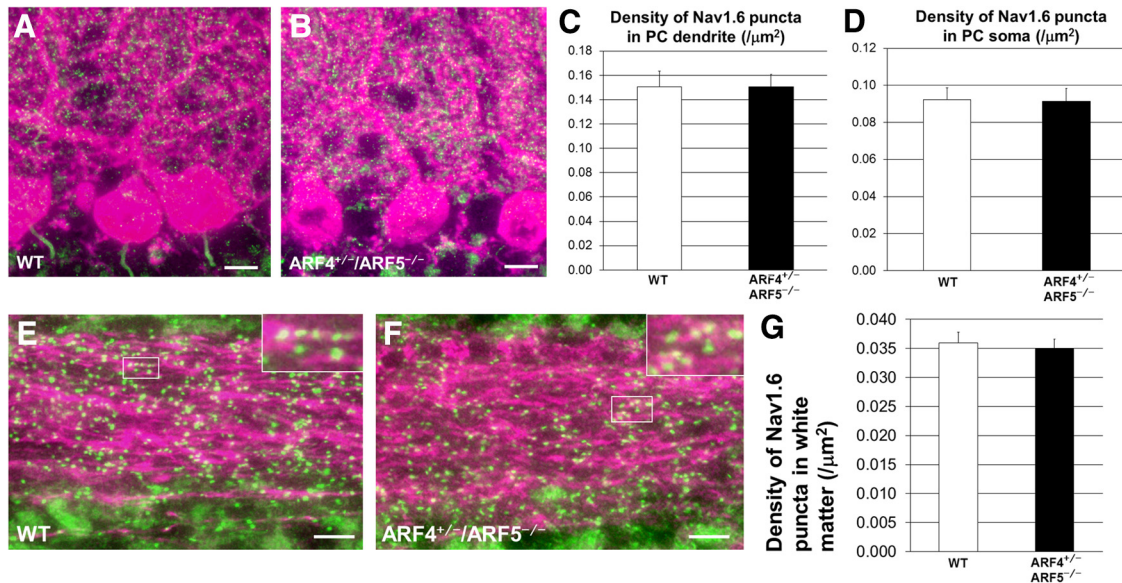 A
WT
B
ARF4+/−/ARF5−/−
C
Density of Nav1.6 puncta
in PC dendrite (/μm2)
0.18
0.16
0.14
0.12
0.10
0.08
0.06
0.04
0.02
0.00
WT
ARF4+/−
ARF5−/−
D
Density of Nav1.6 puncta
in PC soma (/μm2)
0.12
0.10
0.08
0.06
0.04
0.02
0.00
WT
ARF4+/−
ARF5−/−
E
WT
F
ARF4+/−/ARF5−/−
G
Density of Nav1.6
puncta in white
matter (/μm2)
0.040
0.035
0.030
0.025
0.020
0.015
0.010
0.005
0.000
WT
ARF4+/−
ARF5−/−